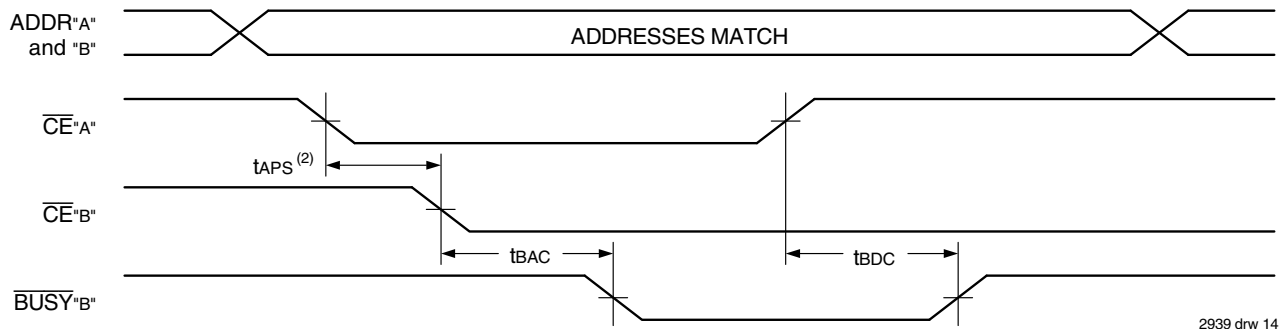 ADDR"A"
and "B"
ADDRESSES MATCH
CE"A"
tAPS (2)
CE"B"
tBAC
tBDC
BUSY"B"
2939 drw 14